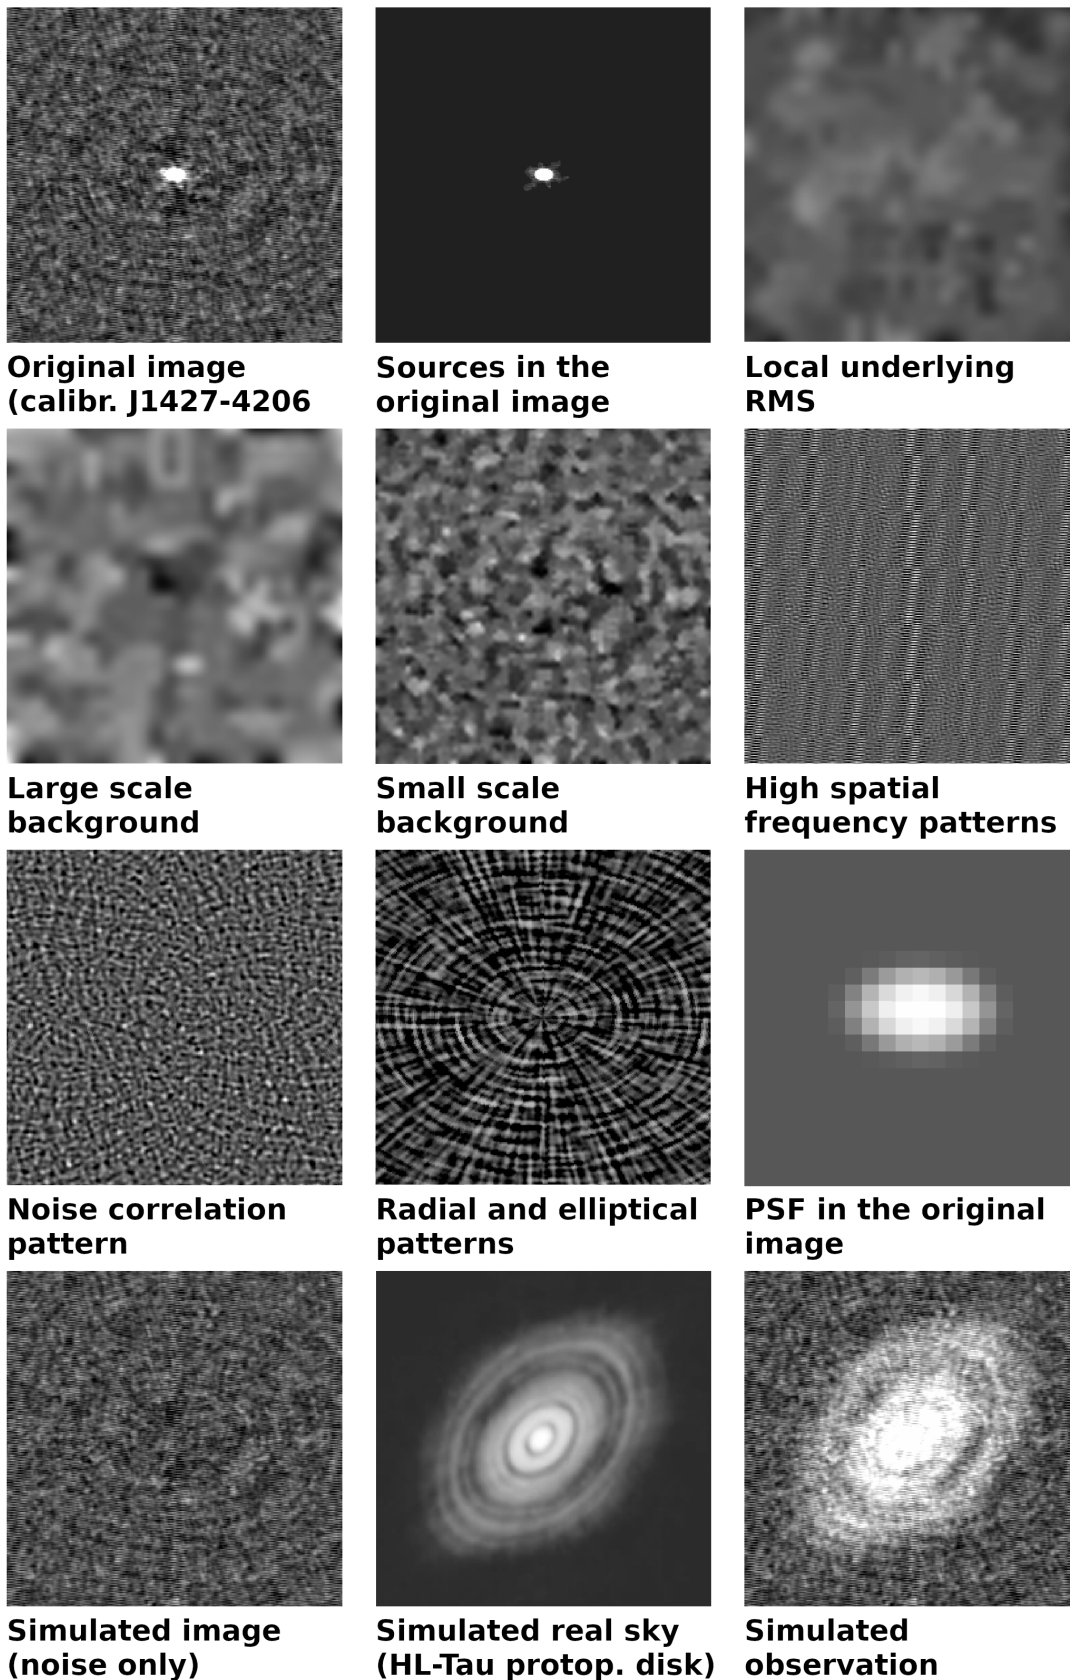 Original image
(calibr. J1427-4206
Sources in the
original image
Local underlying
RMS
Large scale
background
Small scale
background
High spatial
frequency patterns
Noise correlation
pattern
Radial and elliptical
patterns
PSF in the original
image
Simulated image
(noise only)
Simulated real sky
(HL-Tau protop. disk)
Simulated
observation